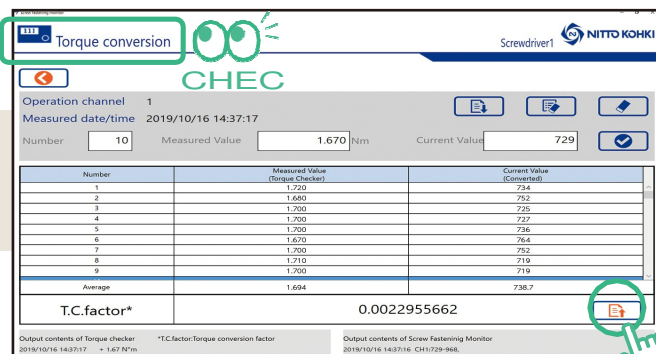 Screw fastening monitor
Torque conversion
Screwdriver1
NITTO KOHKI
CHEC
Operation channel 1
Measured date/time 2019/10/16 14:37:17
Number 10 Measured Value 1.670 Nm Current Value 729
Number Measured Value (Torque Checker) Current Value (Converted)
1 1.720 734
2 1.680 752
3 1.700 725
4 1.700 727
5 1.700 736
6 1.670 764
7 1.700 752
8 1.710 719
9 1.700 719
Average 1.694 738.7
T.C.factor* 0.0022955662
Output contents of Torque checker *T.C.factor:Torque conversion factor Output contents of Screw Fastening Monitor
2019/10/16 14:37:17 + 1.67 N*m 2019/10/16 14:37:16 CH1:729-968,